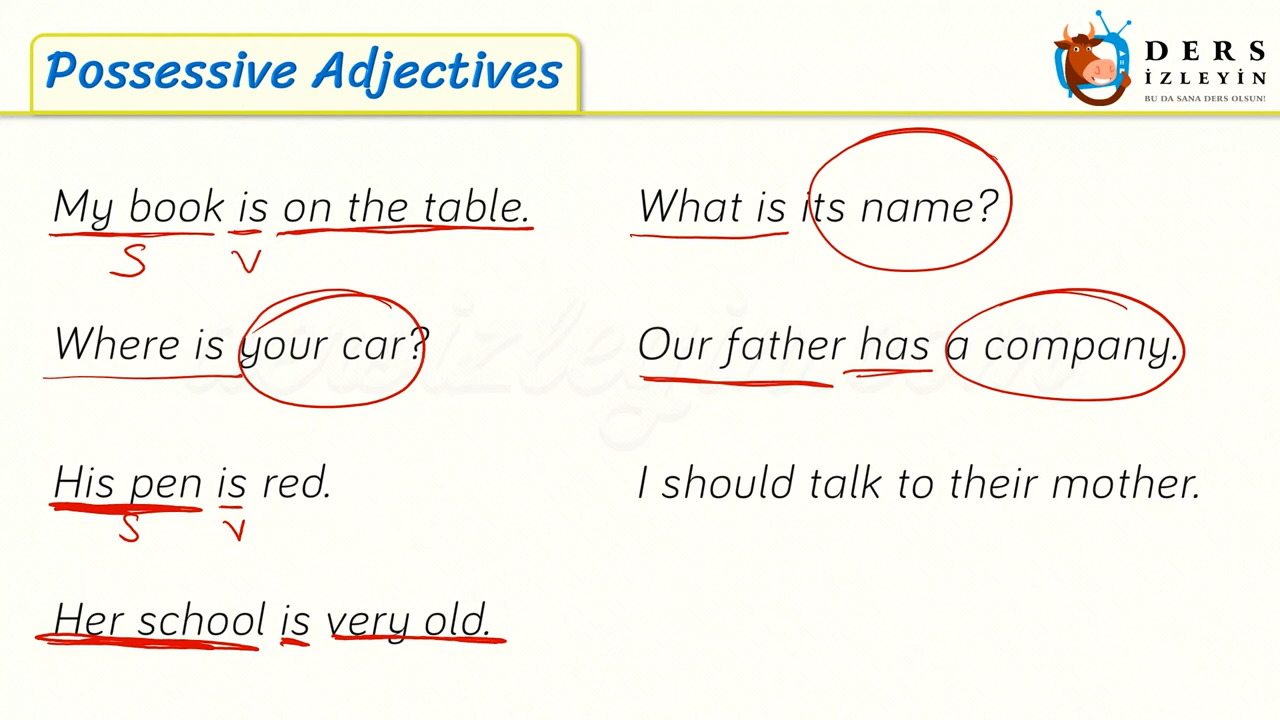 Possessive Adjectives
DERS
İZLEYİN
BU DA SANA DERS OLSUN!
My book is on the table.
S V
Where is your car?
His pen is red.
S V
Her school is very old.
What is its name?
Our father has a company.
I should talk to their mother.